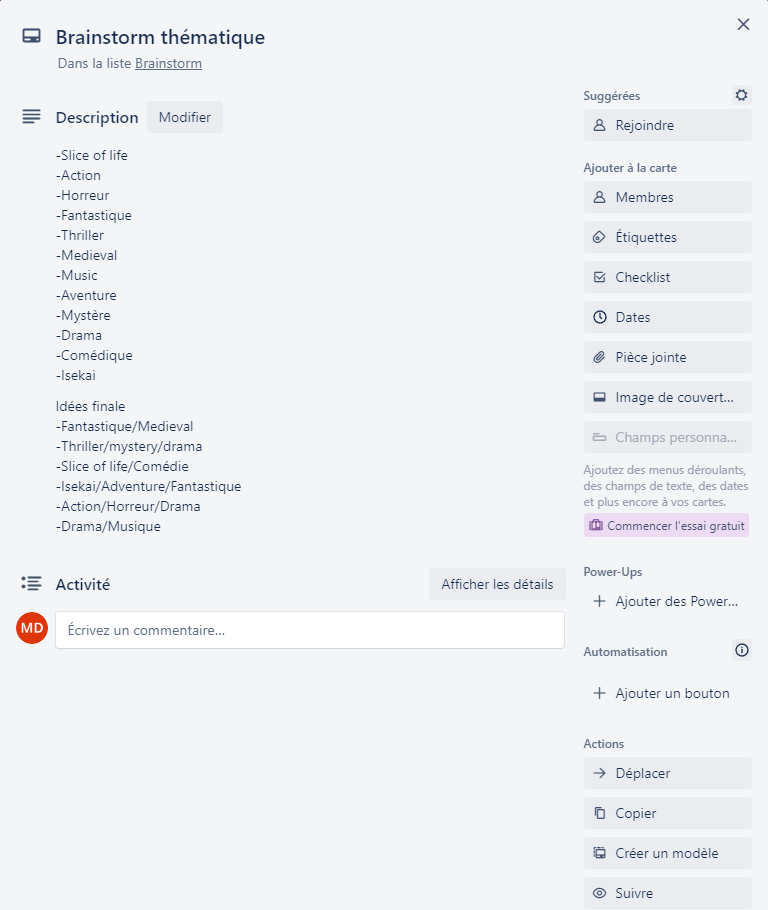 Brainstorm thématique
Dans la liste Brainstorm
Description
Modifier
-Slice of life
-Action
-Horreur
-Fantastique
-Thriller
-Medieval
-Music
-Aventure
-Mystère
-Drama
-Comédique
-Isekai
Idées finale
-Fantastique/Medieval
-Thriller/mystery/drama
-Slice of life/Comédie
-Isekai/Adventure/Fantastique
-Action/Horreur/Drama
-Drama/Musique
Activité
Afficher les détails
MD
Écrivez un commentaire...
Suggérées
Rejoindre
Ajouter à la carte
Membres
Étiquettes
Checklist
Dates
Pièce jointe
Image de couvert...
Champs personna...
Ajoutez des menus déroulants,
des champs de texte, des dates
et plus encore à vos cartes.
Commencer l'essai gratuit
Power-Ups
Ajouter des Power...
Automatisation
Ajouter un bouton
Actions
Déplacer
Copier
Créer un modèle
Suivre